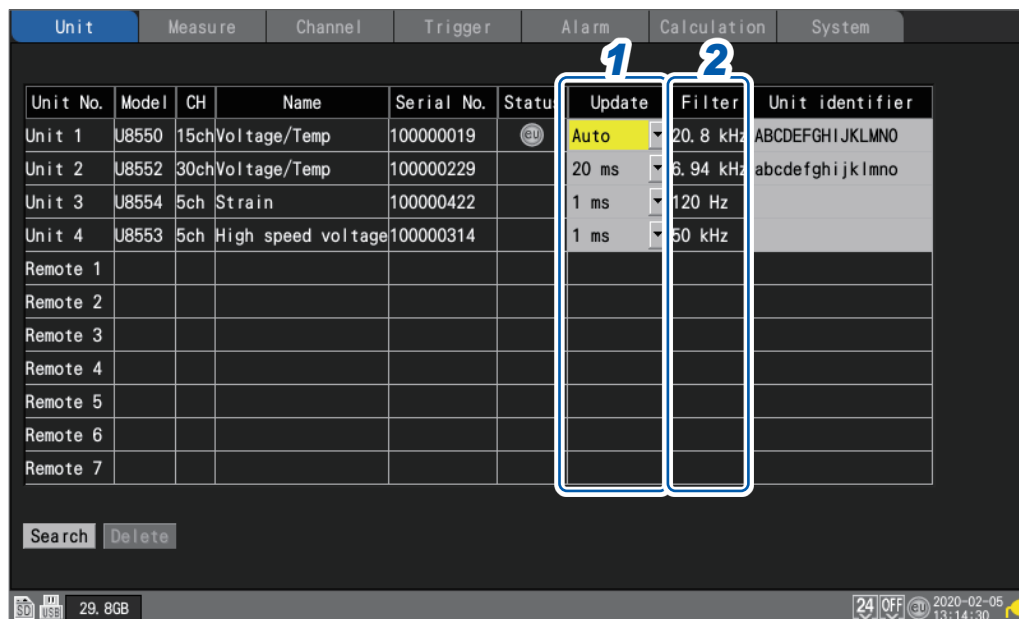 Unit Measure Channel Trigger Alarm Calculation System
1 2
Unit No. Model CH Name Serial No. Status Update Filter Unit identifier
Unit 1 U8550 15ch Voltage/Temp 100000019 eu Auto 20.8 kHz ABCDEFGHIJKLMNO
Unit 2 U8552 30ch Voltage/Temp 100000229 20 ms 6.94 kHz abcdefghijklmno
Unit 3 U8554 5ch Strain 100000422 1 ms 120 Hz
Unit 4 U8553 5ch High speed voltage 100000314 1 ms 50 kHz
Remote 1
Remote 2
Remote 3
Remote 4
Remote 5
Remote 6
Remote 7
Search Delete
SD USB 29.8GB 24 OFF eu 2020-02-05
13:14:30